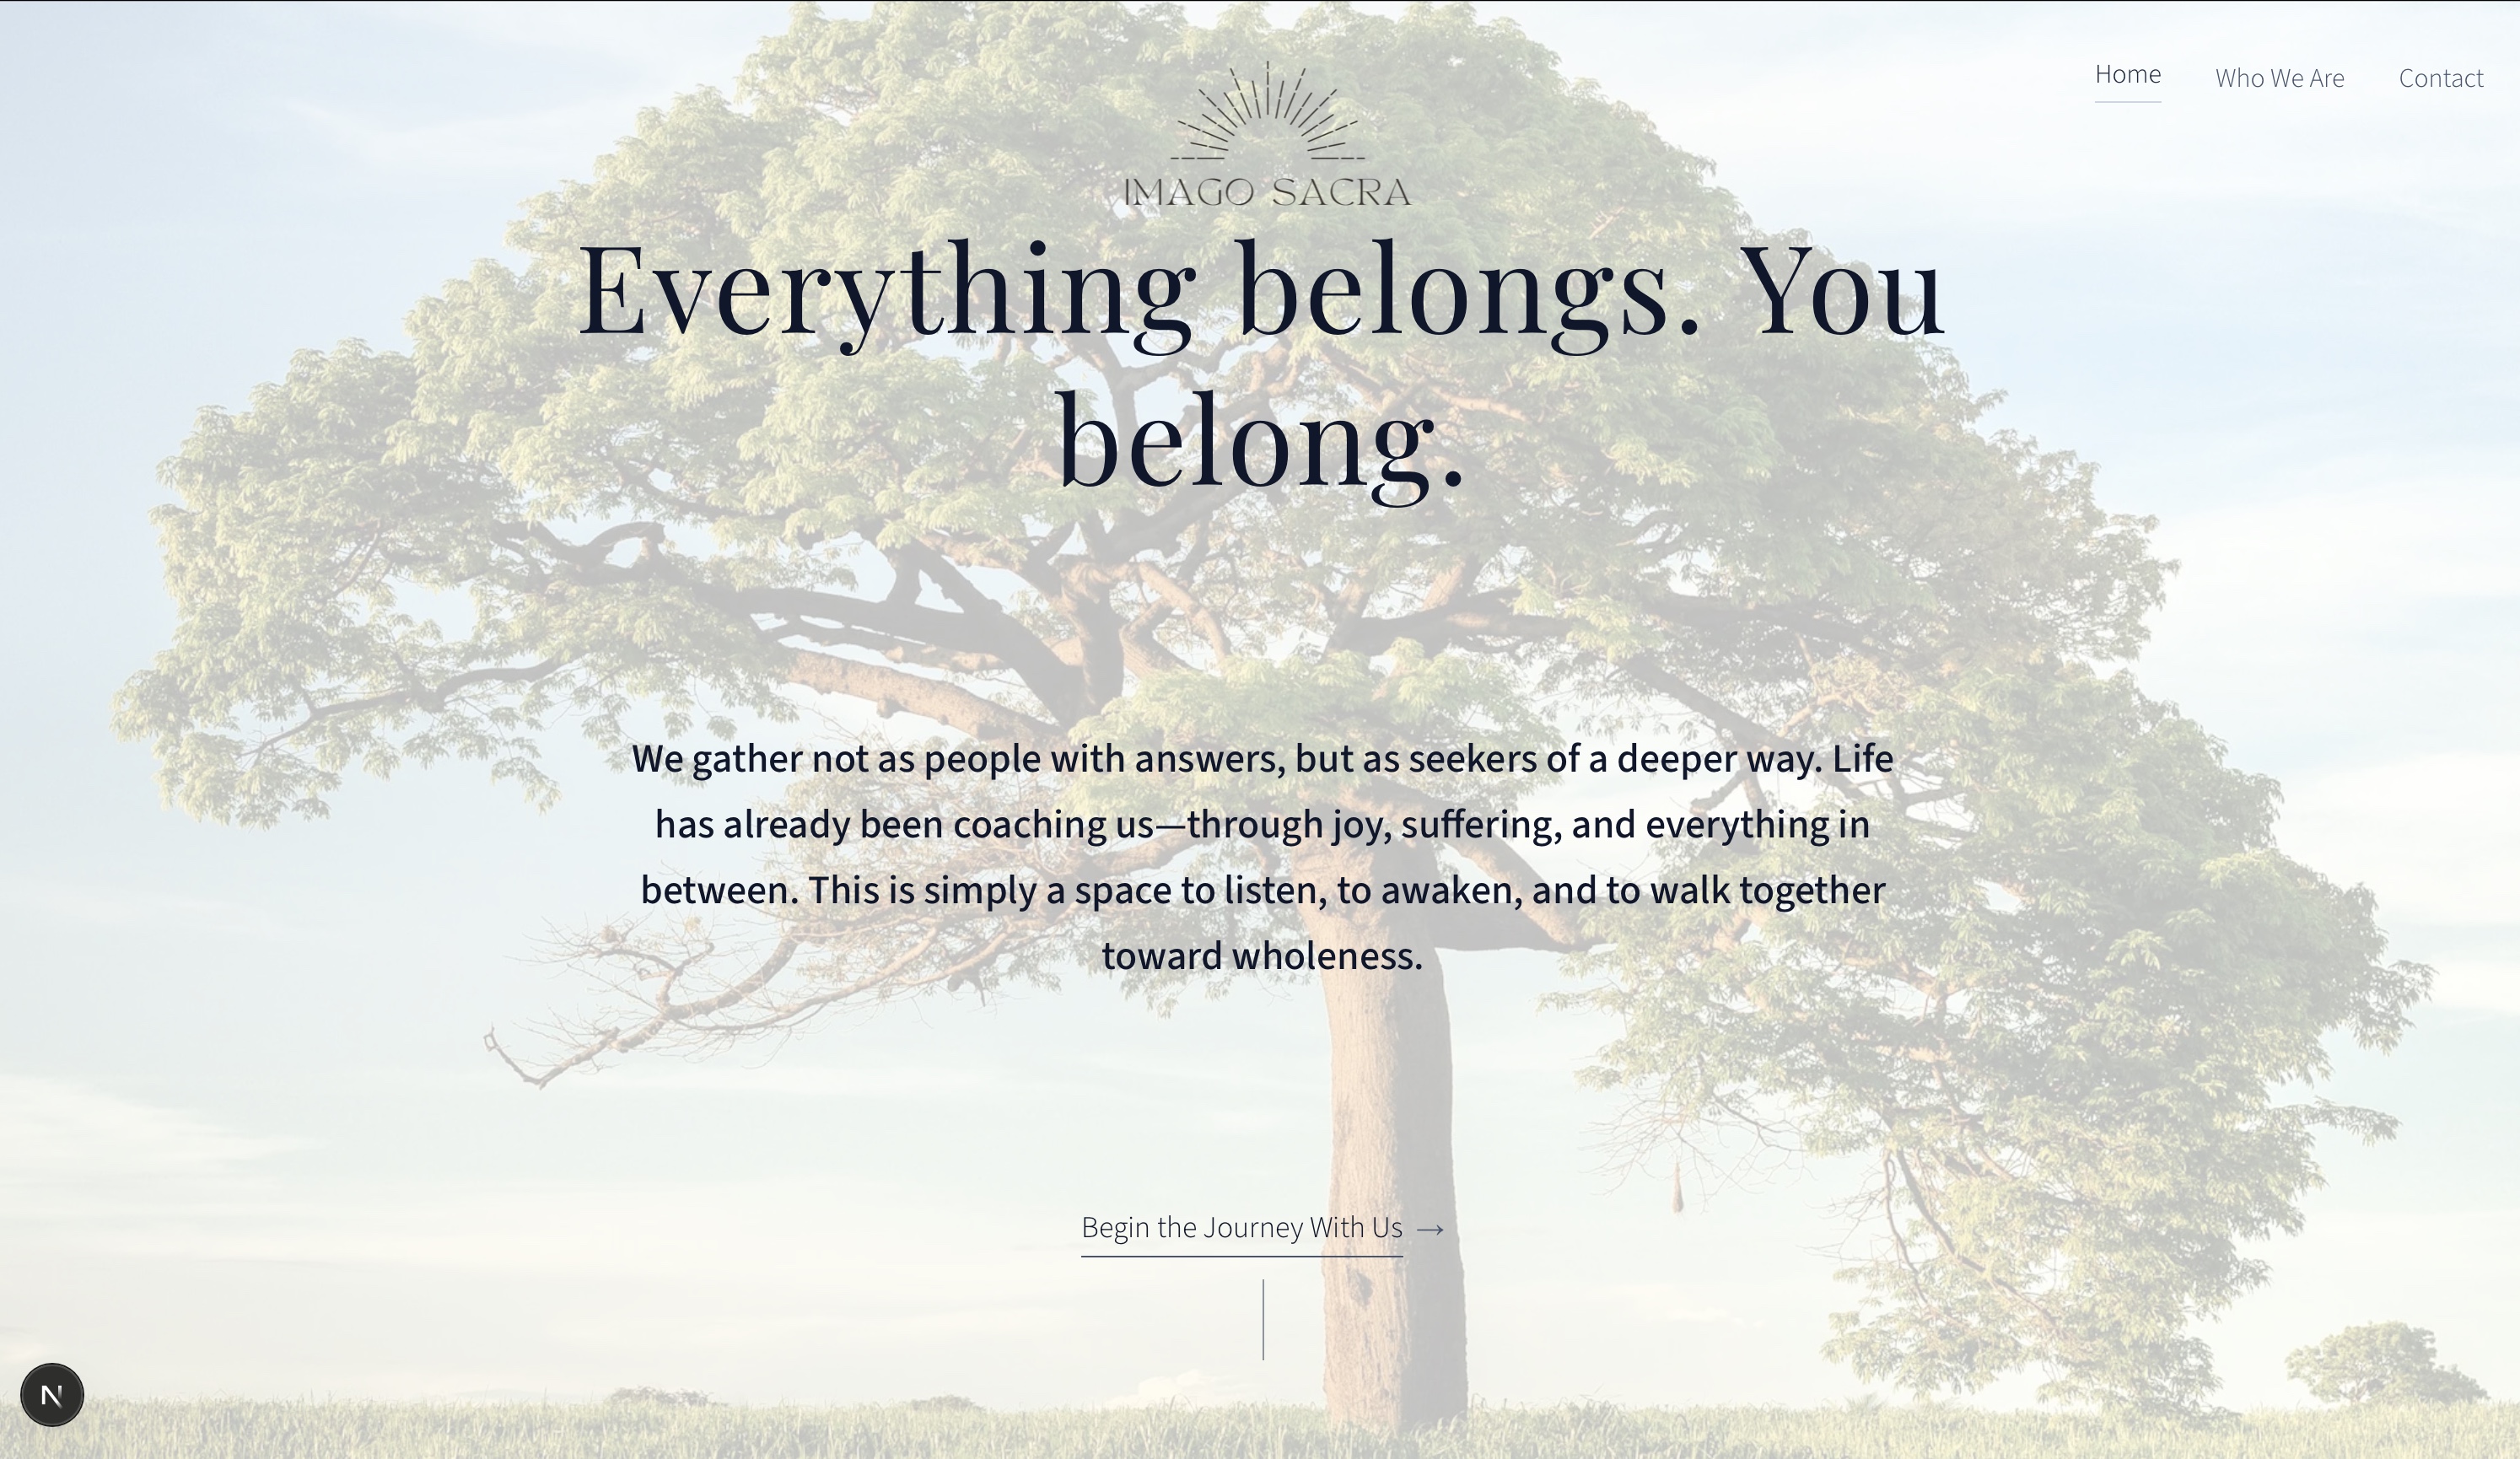 Home
Who We Are
Contact
IMAGO SACRA
Everything belongs. You
belong.
We gather not as people with answers, but as seekers of a deeper way. Life
has already been coaching us—through joy, suffering, and everything in
between. This is simply a space to listen, to awaken, and to walk together
toward wholeness.
Begin the Journey With Us →
N